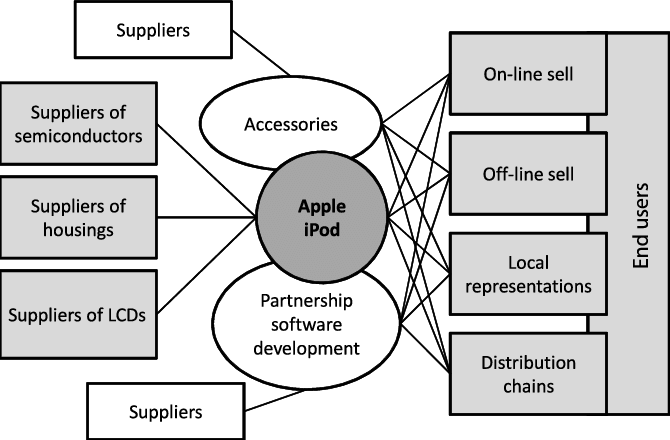 Suppliers
Suppliers of
semiconductors
Suppliers of
housings
Suppliers of LCDs
Suppliers
Accessories
Apple
iPod
Partnership
software
development
On-line sell
Off-line sell
Local
representations
Distribution
chains
End users